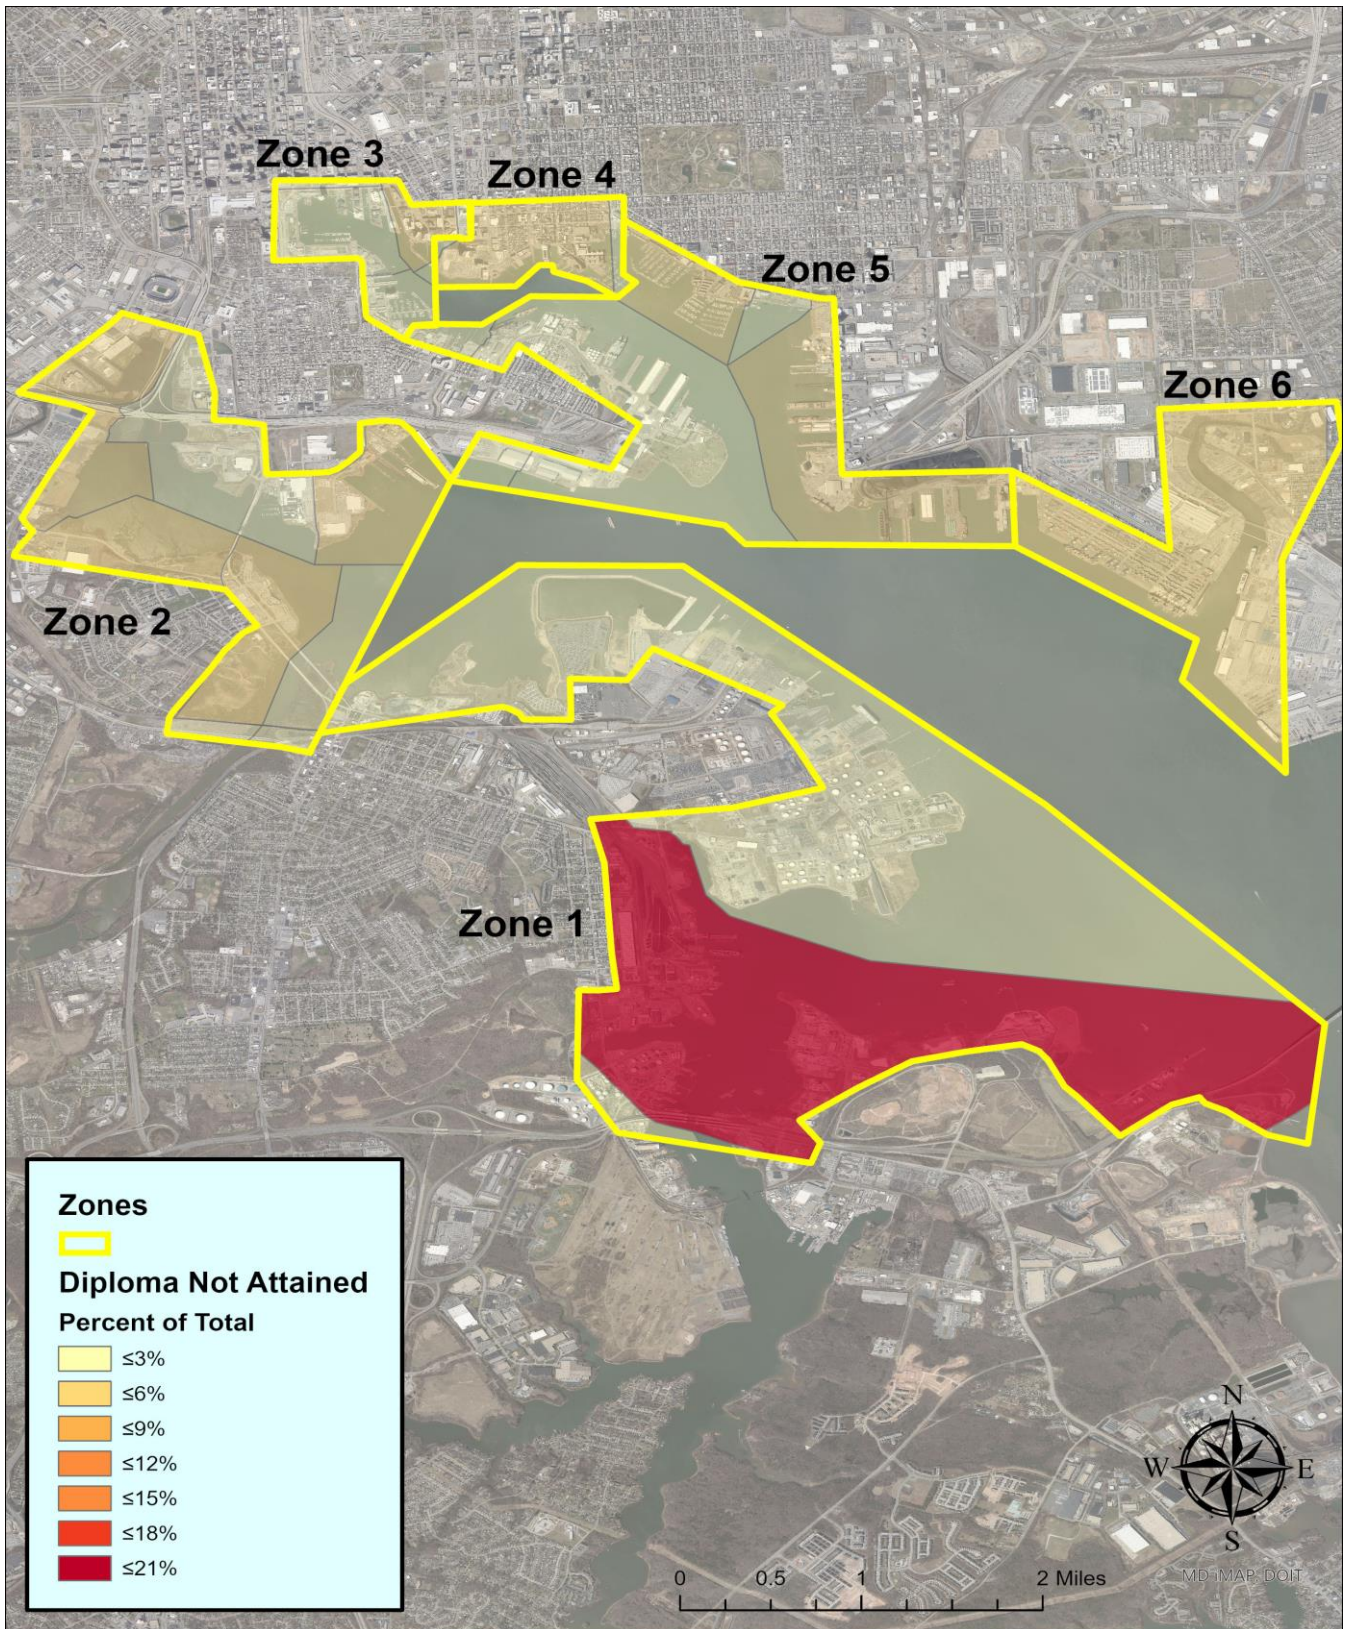 Zone 3
Zone 4
Zone 5
Zone 6
Zone 2
Zone 1
Zones
Diploma Not Attained
Percent of Total
≤3%
≤6%
≤9%
≤12%
≤15%
≤18%
≤21%
N
W E
S
0 0.5 1 2 Miles
MD iMAP, DOIT